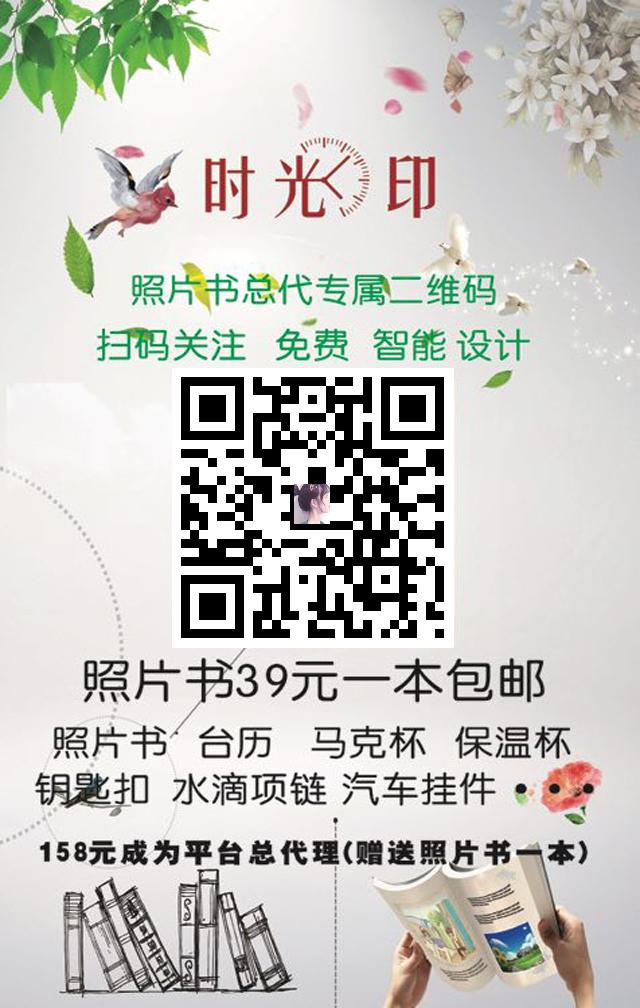 时光印
照片书总代专属二维码
扫码关注 免费 智能 设计
照片书39元一本包邮
照片书 台历 马克杯 保温杯
钥匙扣 水滴项链 汽车挂件
158元成为平台总代理(赠送照片书一本)